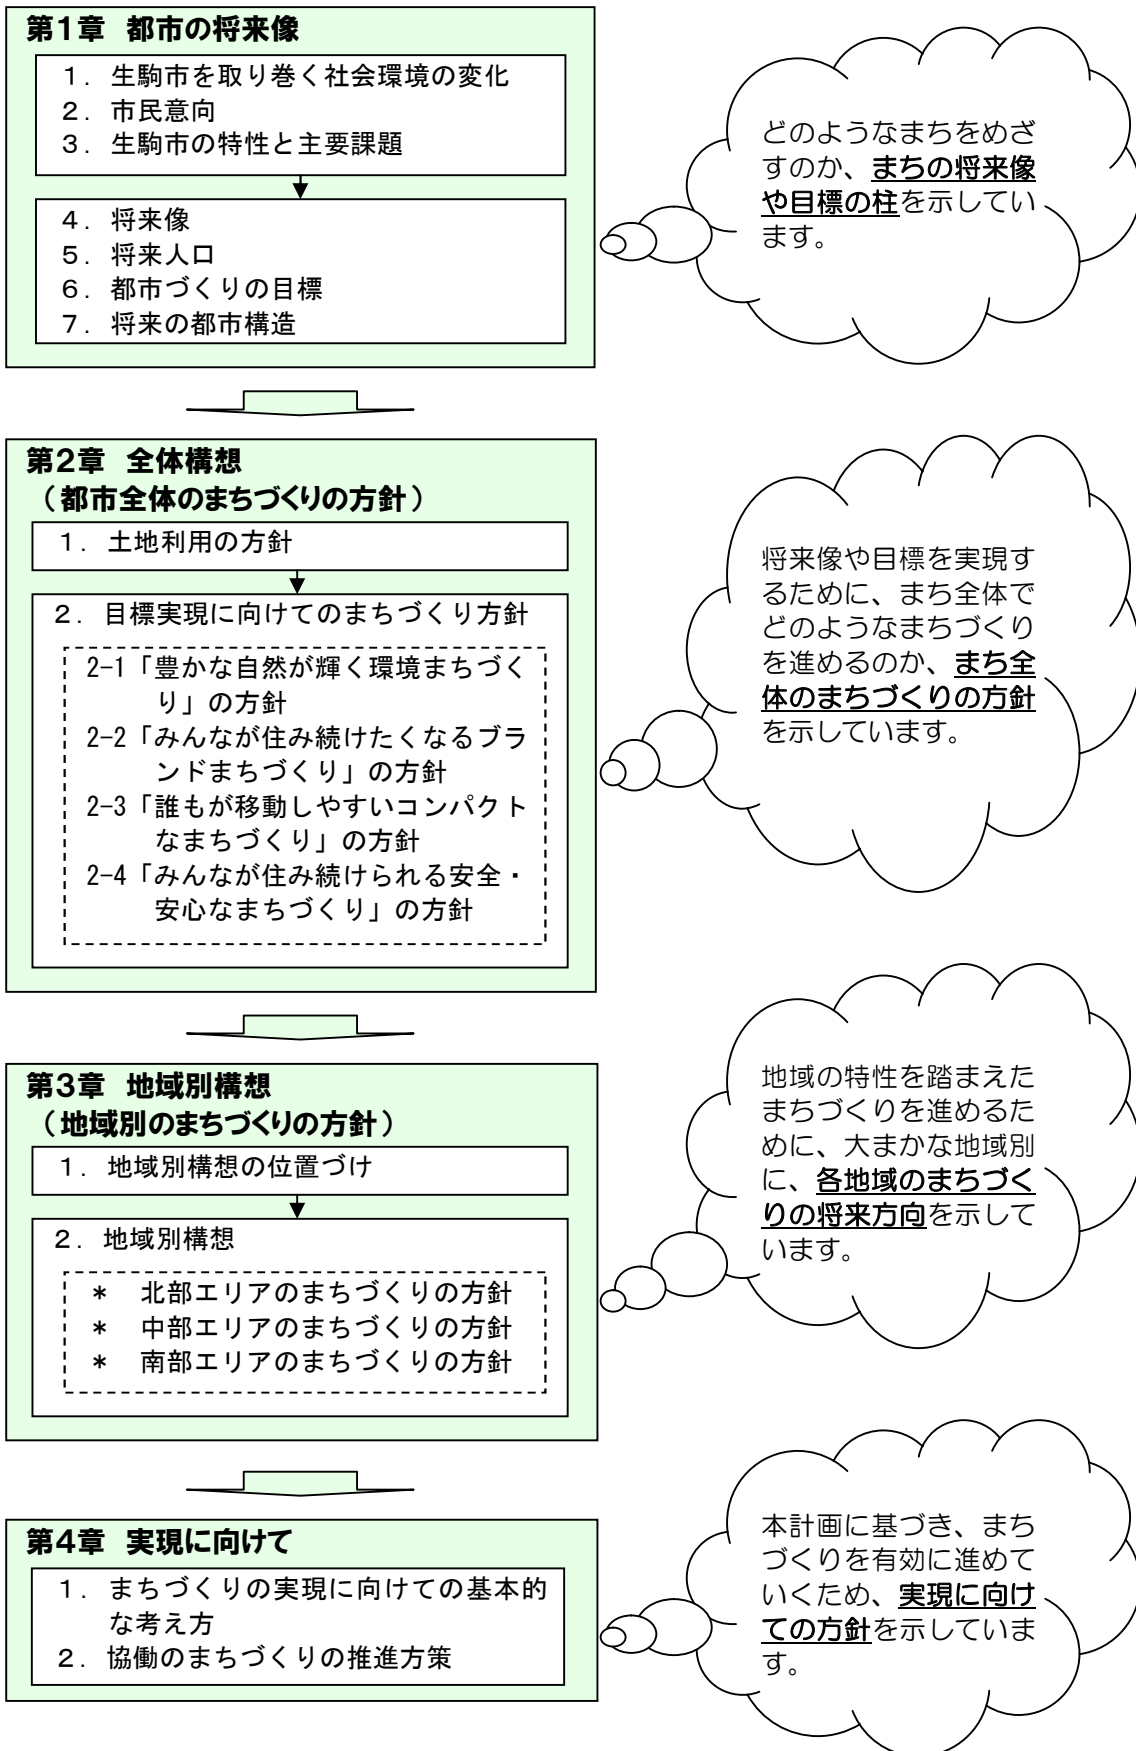 第1章 都市の将来像
1．生駒市を取り巻く社会環境の変化
2．市民意向
3．生駒市の特性と主要課題
4．将来像
5．将来人口
6．都市づくりの目標
7．将来の都市構造
どのようなまちをめざ
すのか、まちの将来像
や目標の柱を示してい
ます。
第2章 全体構想
（都市全体のまちづくりの方針）
1．土地利用の方針
2．目標実現に向けてのまちづくり方針
2-1「豊かな自然が輝く環境まちづく
り」の方針
2-2「みんなが住み続けたくなるブラ
ンドまちづくり」の方針
2-3「誰もが移動しやすいコンパクト
なまちづくり」の方針
2-4「みんなが住み続けられる安全・
安心なまちづくり」の方針
将来像や目標を実現す
るために、まち全体で
どのようなまちづくり
を進めるのか、まち全
体のまちづくりの方針
を示しています。
第3章 地域別構想
（地域別のまちづくりの方針）
1．地域別構想の位置づけ
2．地域別構想
* 北部エリアのまちづくりの方針
* 中部エリアのまちづくりの方針
* 南部エリアのまちづくりの方針
地域の特性を踏まえた
まちづくりを進めるた
めに、大まかな地域別
に、各地域のまちづく
りの将来方向を示して
います。
第4章 実現に向けて
1．まちづくりの実現に向けての基本的
な考え方
2．協働のまちづくりの推進方策
本計画に基づき、まち
づくりを有効に進めて
いくため、実現に向け
ての方針を示していま
す。